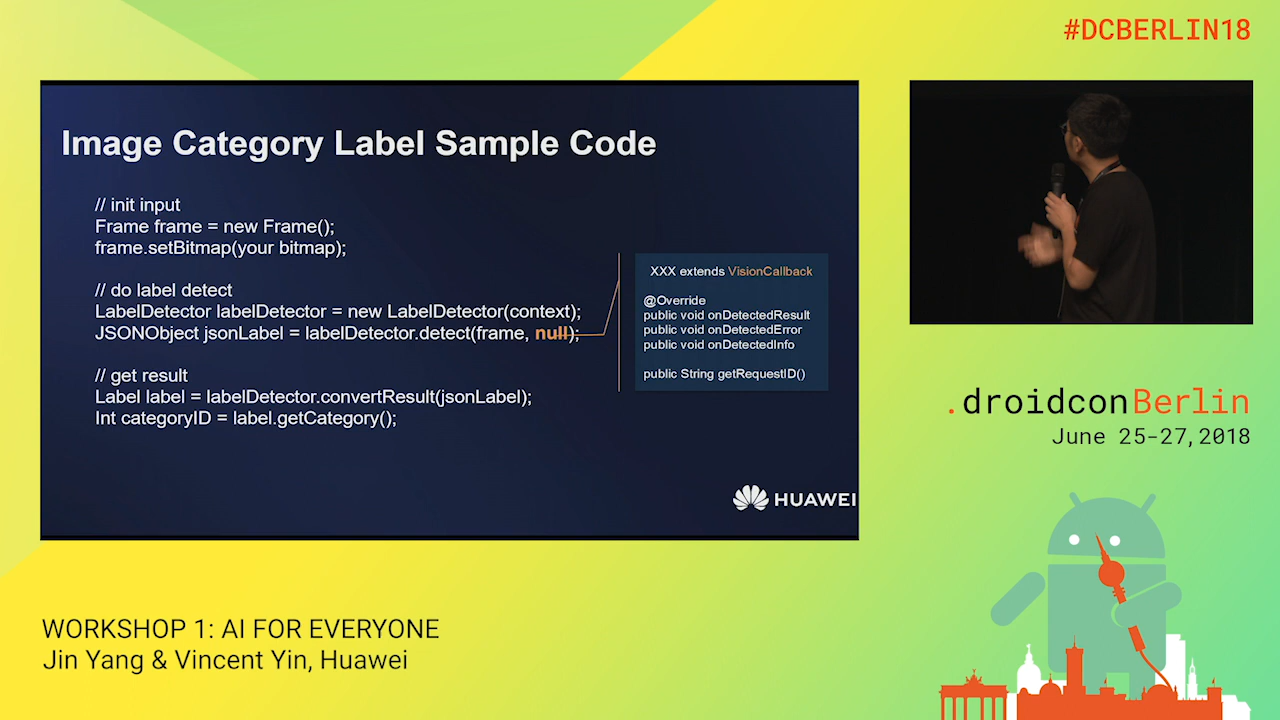 #DCBERLIN18
Image Category Label Sample Code
// init input
Frame frame = new Frame();
frame.setBitmap(your bitmap);
// do label detect
LabelDetector labelDetector = new LabelDetector(context);
JSONObject jsonLabel = labelDetector.detect(frame, null);
// get result
Label label = labelDetector.convertResult(jsonLabel);
Int categoryID = label.getCategory();
XXX extends VisionCallback
@Override
public void onDetectedResult
public void onDetectedError
public void onDetectedInfo
public String getRequestID()
HUAWEI
.droidconBerlin
June 25-27,2018
WORKSHOP 1: AI FOR EVERYONE
Jin Yang & Vincent Yin, Huawei